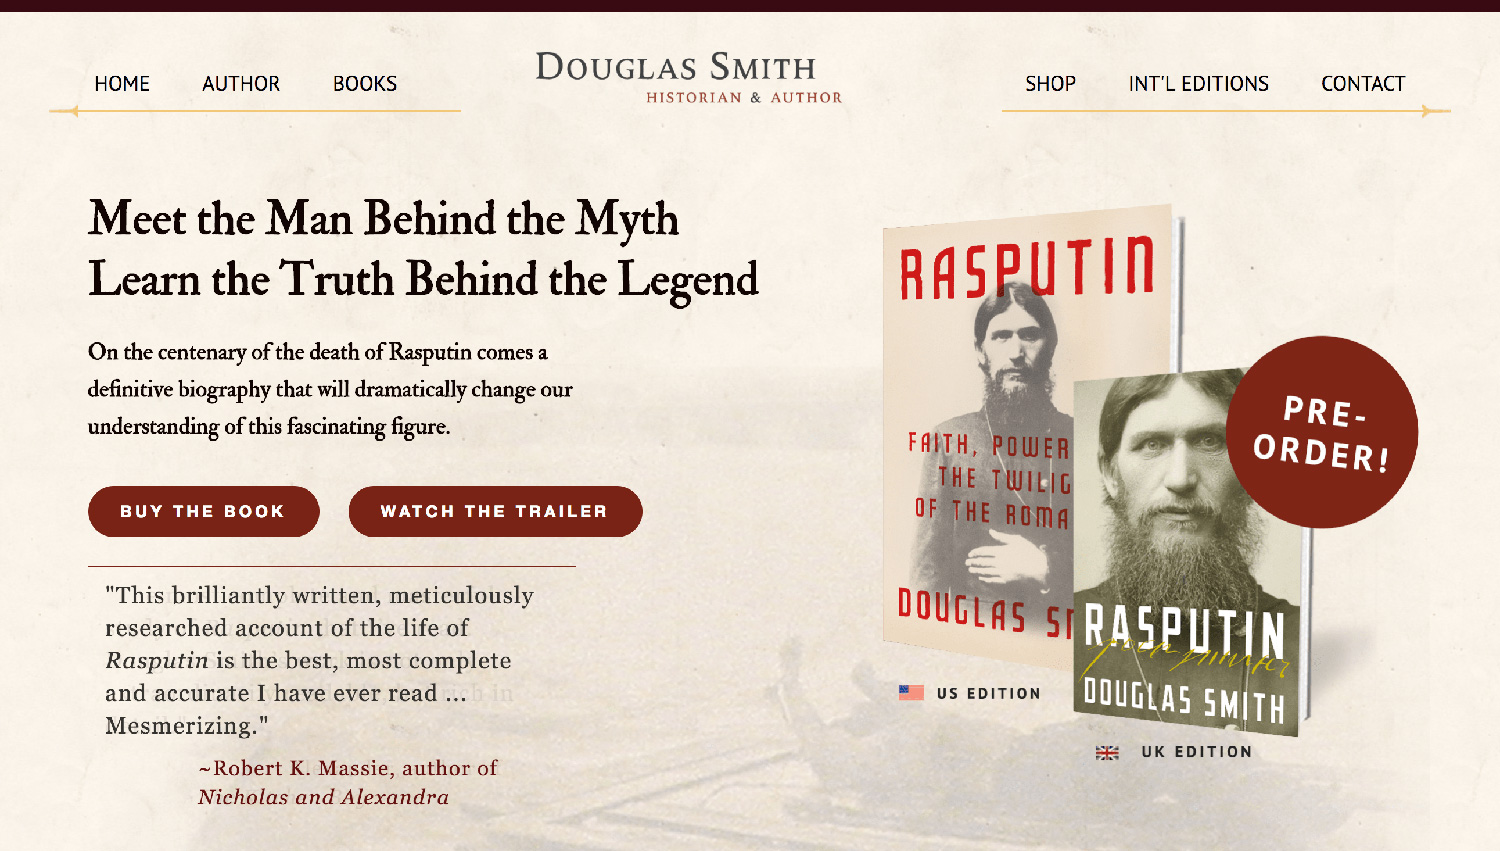 HOME
AUTHOR
BOOKS
DOUGLAS SMITH
HISTORIAN & AUTHOR
SHOP
INT'L EDITIONS
CONTACT
Meet the Man Behind the Myth
Learn the Truth Behind the Legend
On the centenary of the death of Rasputin comes a
definitive biography that will dramatically change our
understanding of this fascinating figure.
BUY THE BOOK
WATCH THE TRAILER
"This brilliantly written, meticulously
researched account of the life of
Rasputin is the best, most complete
and accurate I have ever read ...
Mesmerizing."
~Robert K. Massie, author of
Nicholas and Alexandra
RASPUTIN
FAITH, POWER
THE TWILIG
OF THE ROMA
DOUGLAS
US EDITION
PRE-
ORDER!
RASPUTIN
DOUGLAS SMITH
UK EDITION